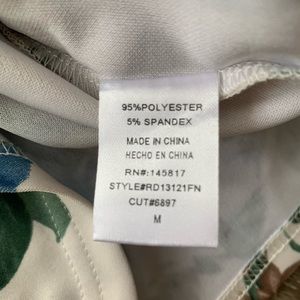 95%POLYESTER
5% SPANDEX
MADE IN CHINA
HECHO EN CHINA
RN#:145817
STYLE#RD13121FN
CUT#6897
M